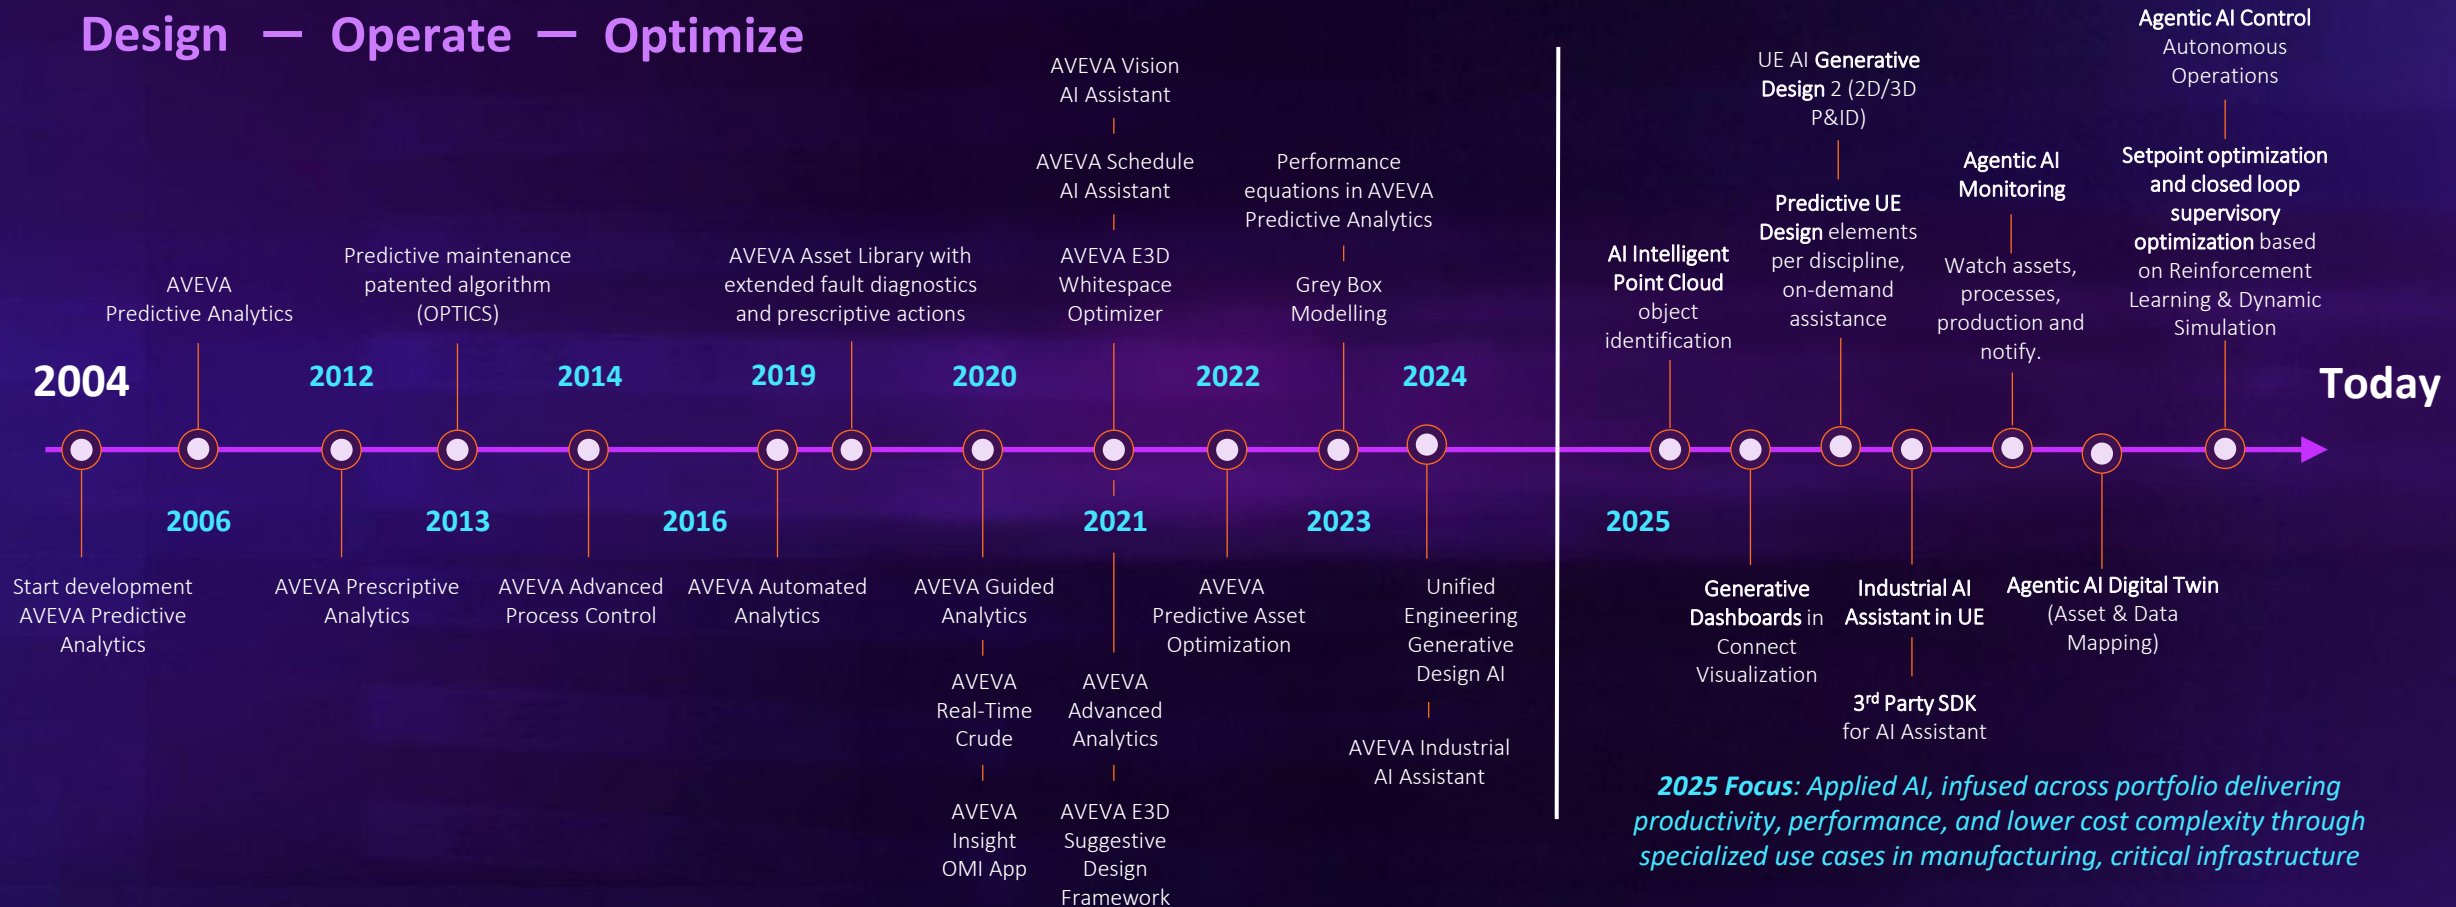 Design — Operate — Optimize
2004
Start development
AVEVA Predictive
Analytics
AVEVA
Predictive Analytics
2006
2012
AVEVA Prescriptive
Analytics
Predictive maintenance
patented algorithm
(OPTICS)
2013
2014
AVEVA Advanced
Process Control
2016
AVEVA Automated
Analytics
2019
AVEVA Asset Library with
extended fault diagnostics
and prescriptive actions
2020
AVEVA Guided
Analytics
AVEVA
Real-Time
Crude
AVEVA
Insight
OMI App
AVEVA Vision
AI Assistant
AVEVA Schedule
AI Assistant
AVEVA E3D
Whitespace
Optimizer
2021
AVEVA
Advanced
Analytics
AVEVA E3D
Suggestive
Design
Framework
2022
AVEVA
Predictive Asset
Optimization
Performance
equations in AVEVA
Predictive Analytics
Grey Box
Modelling
2023
2024
Unified
Engineering
Generative
Design AI
AVEVA Industrial
AI Assistant
AI Intelligent
Point Cloud
object
identification
2025
Generative
Dashboards in
Connect
Visualization
UE AI Generative
Design 2 (2D/3D
P&ID)
Predictive UE
Design elements
per discipline,
on-demand
assistance
Industrial AI
Assistant in UE
3rd Party SDK
for AI Assistant
Agentic AI
Monitoring
Watch assets,
processes,
production and
notify.
Agentic AI Digital Twin
(Asset & Data
Mapping)
Agentic AI Control
Autonomous
Operations
Setpoint optimization
and closed loop
supervisory
optimization based
on Reinforcement
Learning & Dynamic
Simulation
Today
2025 Focus: Applied AI, infused across portfolio delivering
productivity, performance, and lower cost complexity through
specialized use cases in manufacturing, critical infrastructure